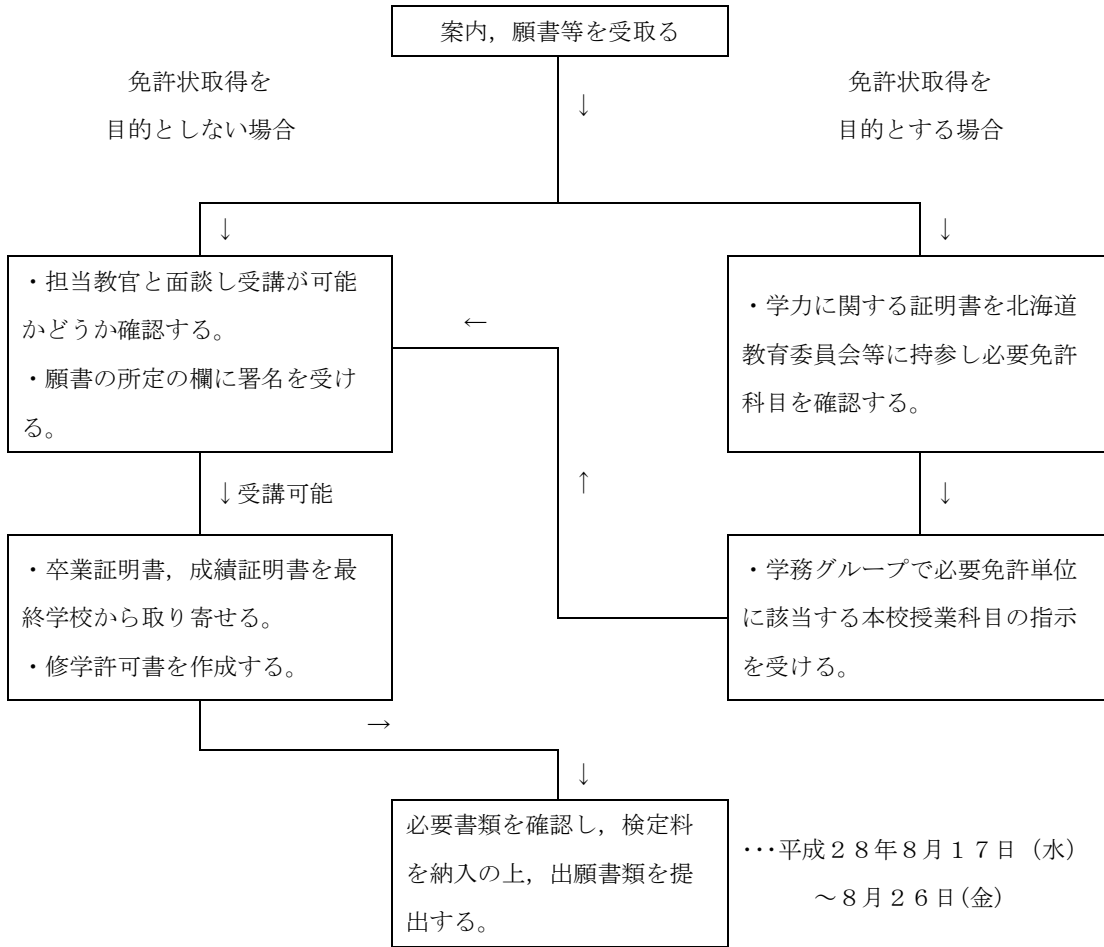 案内，願書等を受取る
免許状取得を
目的としない場合
↓
免許状取得を
目的とする場合
↓
↓
・担当教官と面談し受講が可能
かどうか確認する。
・願書の所定の欄に署名を受け
る。
←
・学力に関する証明書を北海道
教育委員会等に持参し必要免許
科目を確認する。
↓受講可能
↑
↓
・卒業証明書，成績証明書を最
終学校から取り寄せる。
・修学許可書を作成する。
・学務グループで必要免許単位
に該当する本校授業科目の指示
を受ける。
→
↓
必要書類を確認し，検定料
を納入の上，出願書類を提
出する。
･･･平成２８年８月１７日（水）
～８月２６日(金)